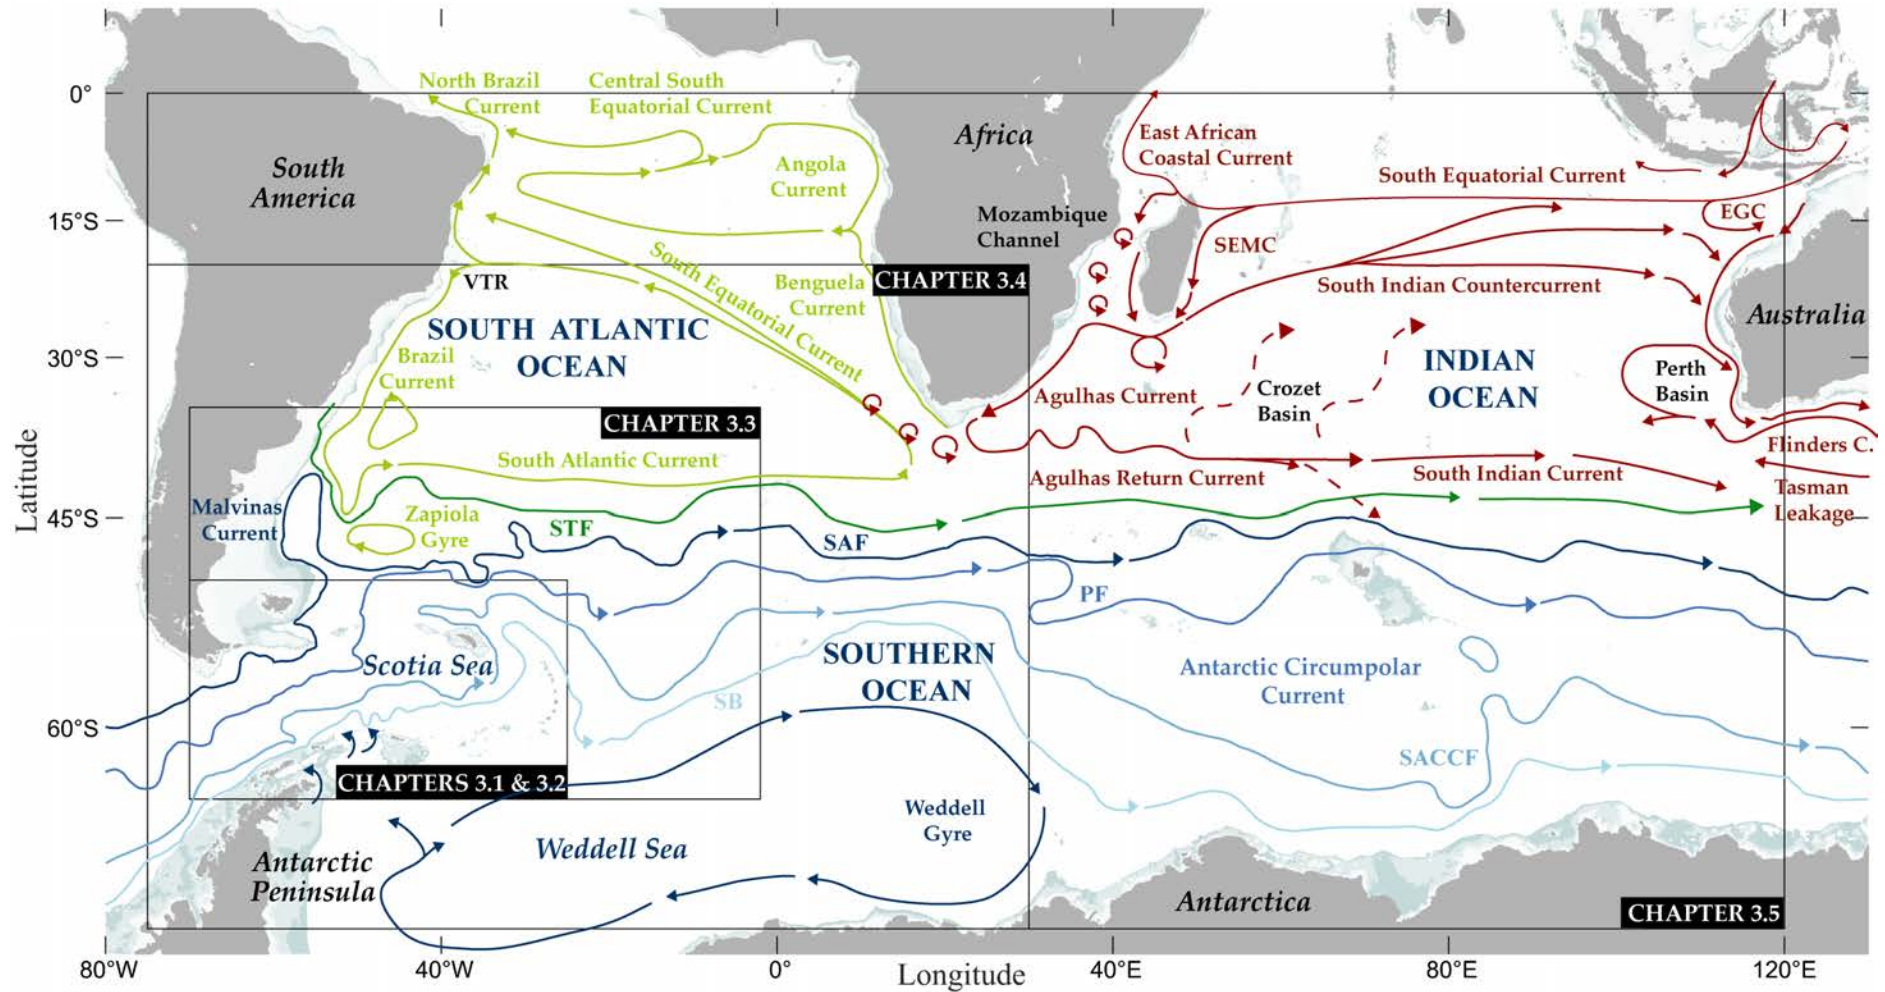 North Brazil
Current
Central South
Equatorial Current
0°
Africa
East African
Coastal Current
South
America
Angola
Current
South Equatorial Current
15°S
Mozambique
Channel
EGC
SEMC
South Equatorial Current
VTR
Benguela
Current
CHAPTER 3.4
South Indian Countercurrent
Australia
SOUTH ATLANTIC
OCEAN
30°S
Brazil
Current
INDIAN
OCEAN
Perth
Basin
Crozet
Basin
Agulhas Current
CHAPTER 3.3
Latitude
South Atlantic Current
Flinders C.
Agulhas Return Current
South Indian Current
Tasman
Leakage
Malvinas
Current
45°S
Zapiola
Gyre
STF
SAF
PF
Scotia Sea
SOUTHERN
OCEAN
Antarctic Circumpolar
Current
SB
60°S
SACCF
CHAPTERS 3.1 & 3.2
Weddell
Gyre
Weddell Sea
Antarctic
Peninsula
Antarctica
CHAPTER 3.5
80°W
40°W
0°
Longitude
40°E
80°E
120°E